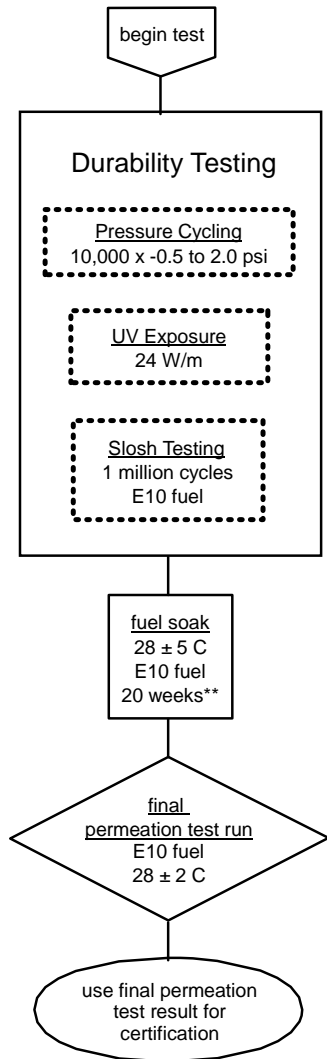 begin test
Durability Testing
Pressure Cycling
10,000 x -0.5 to 2.0 psi
UV Exposure
24 W/m
Slosh Testing
1 million cycles
E10 fuel
fuel soak
28 ± 5 C
E10 fuel
20 weeks**
final
permeation test run
E10 fuel
28 ± 2 C
use final permeation
test result for
certification